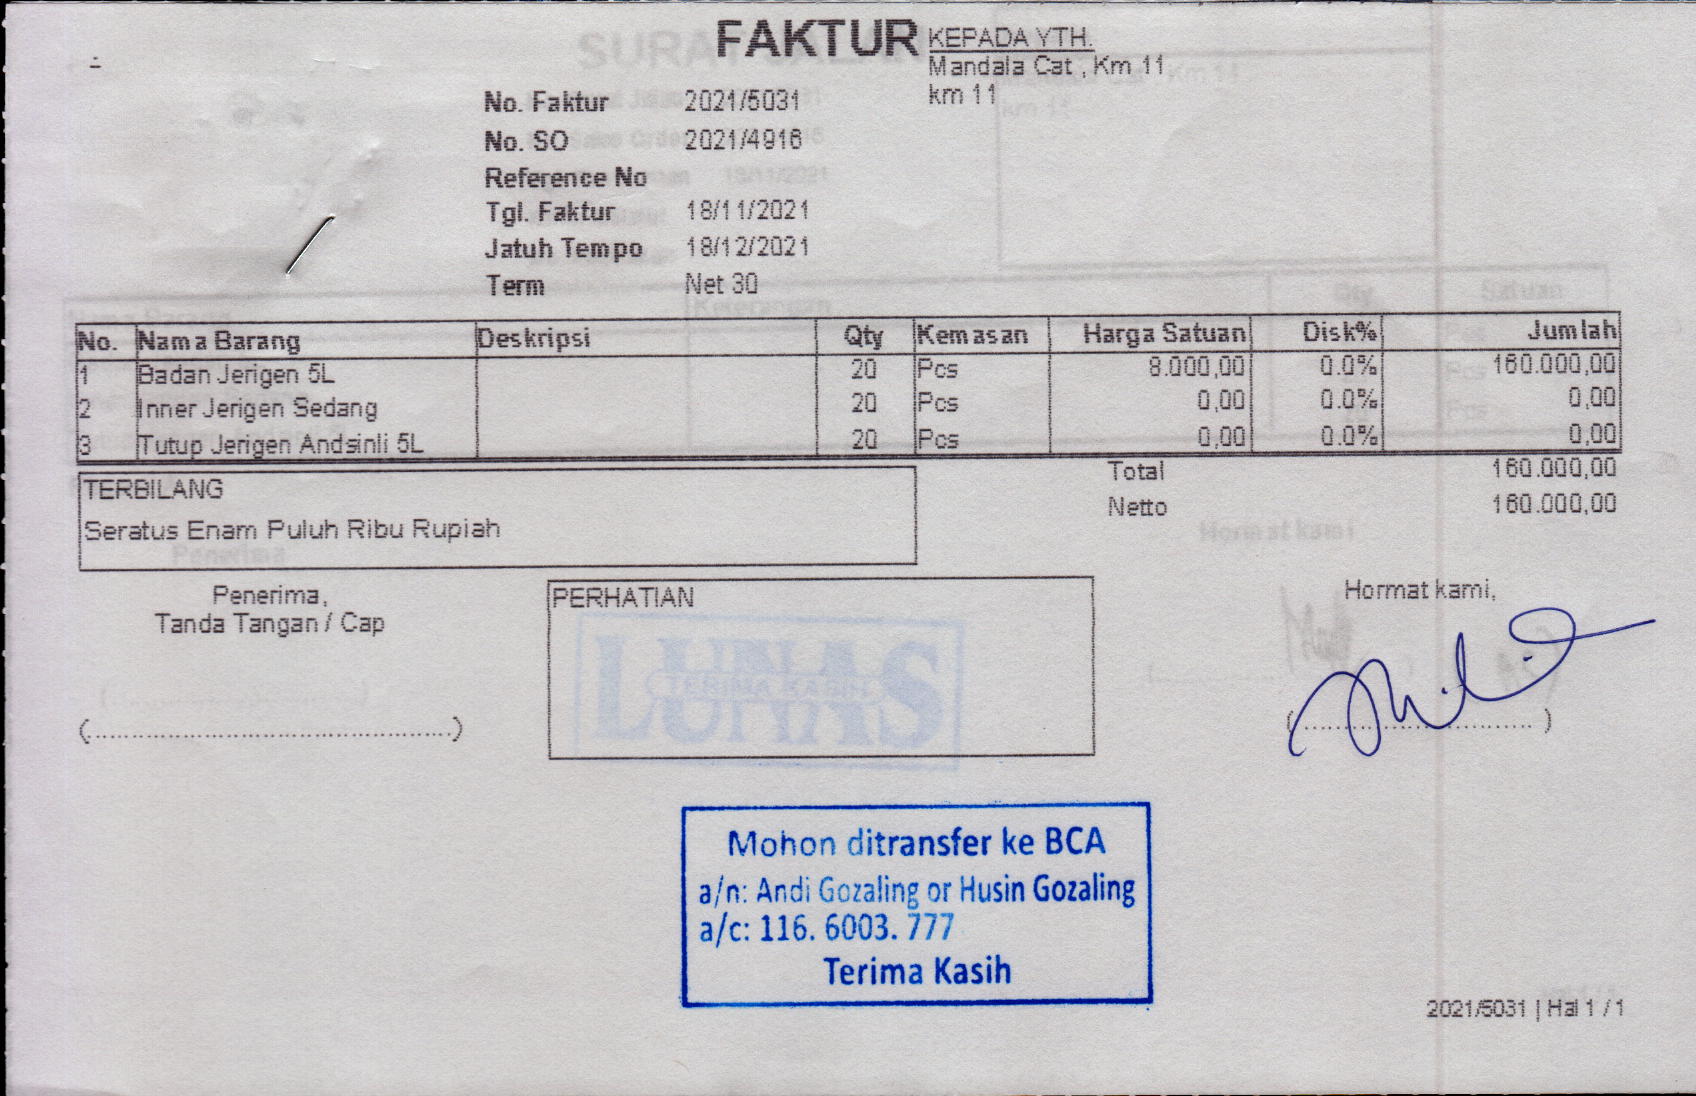 FAKTUR
KEPADA YTH.
Mandala Cat , Km 11
km 11
No. Faktur 2021/5031
No. SO 2021/4916
Reference No
Tgl. Faktur 18/11/2021
Jatuh Tempo 18/12/2021
Term Net 30
No. Nama Barang Deskripsi Qty Kemasan Harga Satuan Disk% Jumlah
1 Badan Jerigen 5L 20 Pcs 8.000,00 0.0% 160.000,00
2 Inner Jerigen Sedang 20 Pcs 0,00 0.0% 0,00
3 Tutup Jerigen Andsinli 5L 20 Pcs 0,00 0.0% 0,00
Total 160.000,00
Netto 160.000,00
TERBILANG
Seratus Enam Puluh Ribu Rupiah
Penerima,
Tanda Tangan / Cap
(................................................)
PERHATIAN
LUNAS
TERIMA KASIH
Hormat kami,
(................................)
Mohon ditransfer ke BCA
a/n: Andi Gozaling or Husin Gozaling
a/c: 116. 6003. 777
Terima Kasih
2021/5031 | Hal 1 / 1